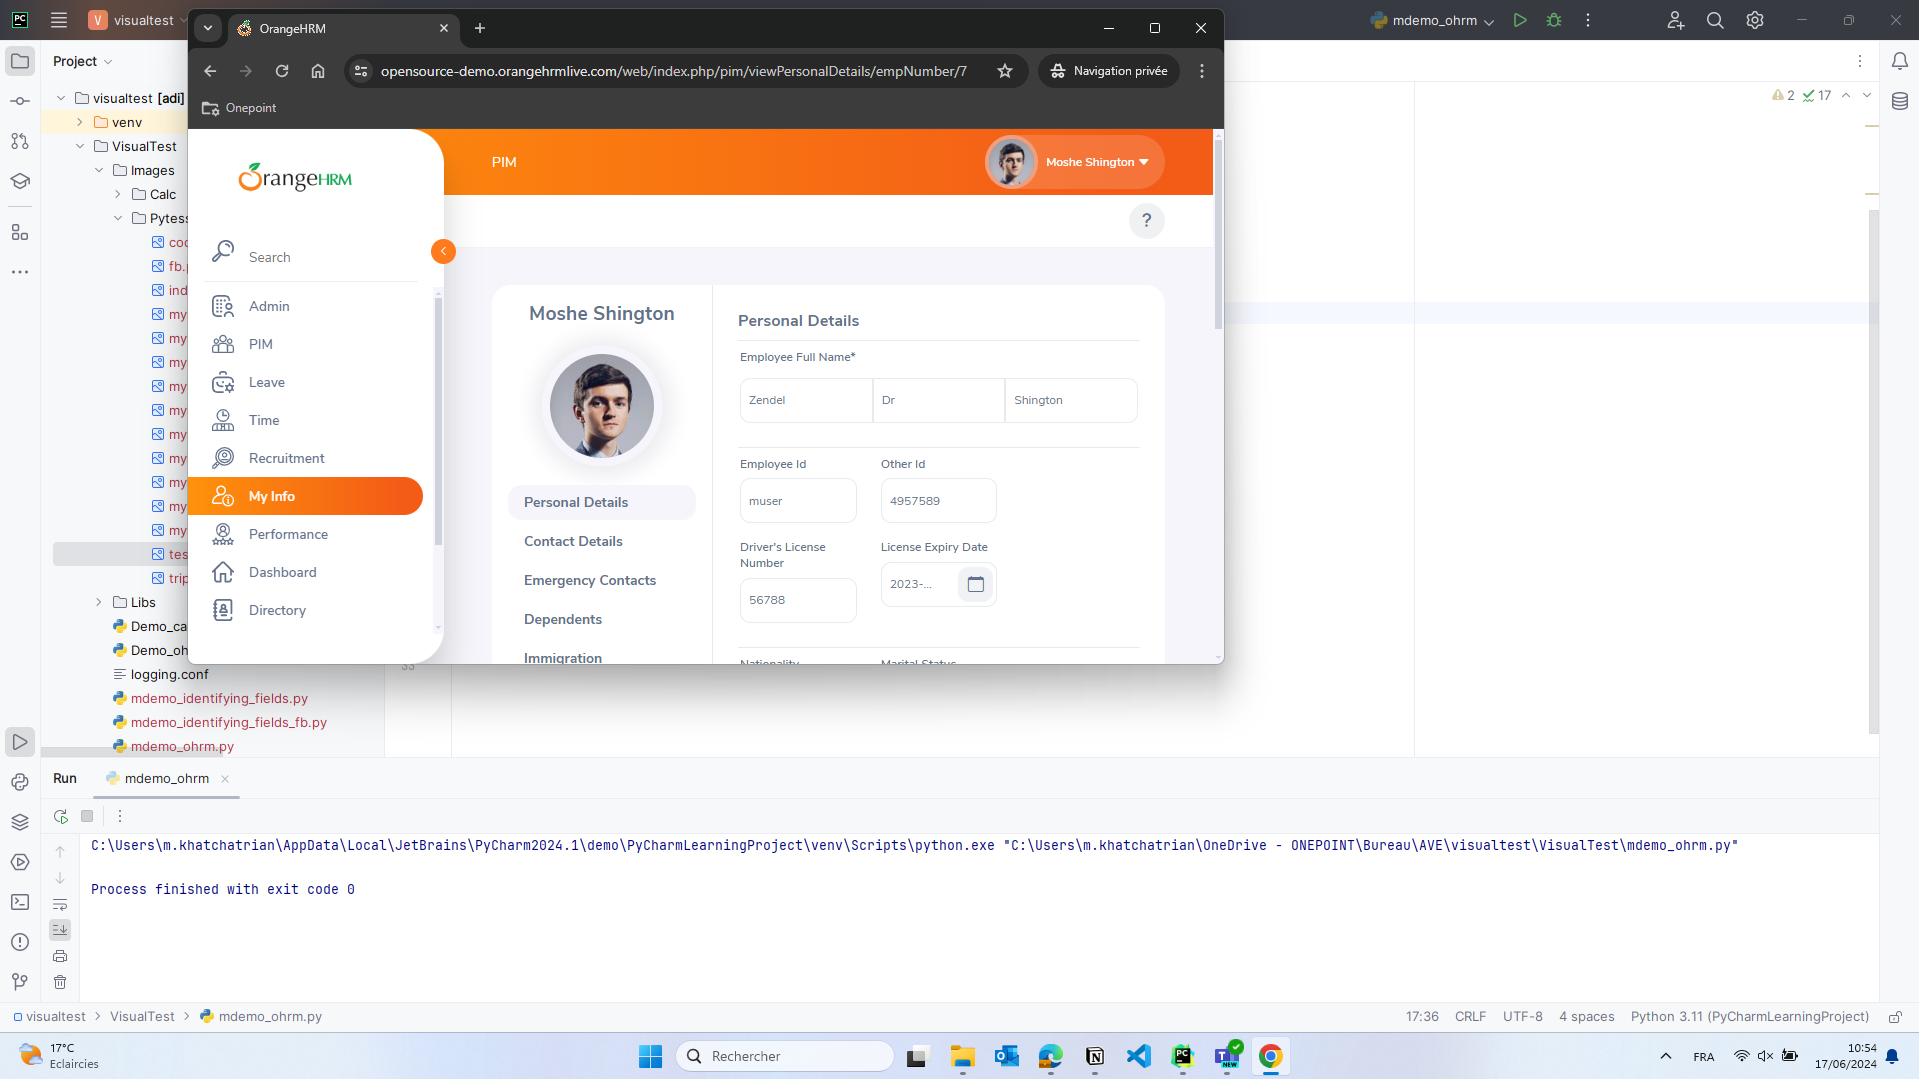 visualtest
OrangeHRM
mdemo_ohrm
opensource-demo.orangehrmlive.com/web/index.php/pim/viewPersonalDetails/empNumber/7
Navigation privée
Onepoint
Project
visualtest [adi]
venv
VisualTest
Images
Calc
Pytess
coo
fb.p
ind
my
my
my
my
my
my
my
my
my
my
tes
trip
Libs
Demo_ca
Demo_oh
logging.conf
mdemo_identifying_fields.py
mdemo_identifying_fields_fb.py
mdemo_ohrm.py
2
17
33
OrangeHRM
Search
Admin
PIM
Leave
Time
Recruitment
My Info
Performance
Dashboard
Directory
PIM
Moshe Shington
?
Moshe Shington
Personal Details
Contact Details
Emergency Contacts
Dependents
Immigration
Personal Details
Employee Full Name*
Zendel
Dr
Shington
Employee Id
Other Id
muser
4957589
Driver's License
Number
License Expiry Date
56788
2023-...
Nationality
Marital Status
Run
mdemo_ohrm
C:\Users\m.khatchatrian\AppData\Local\JetBrains\PyCharm2024.1\demo\PyCharmLearningProject\venv\Scripts\python.exe "C:\Users\m.khatchatrian\OneDrive - ONEPOINT\Bureau\AVE\visualtest\VisualTest\mdemo_ohrm.py"
Process finished with exit code 0
visualtest > VisualTest > mdemo_ohrm.py
17:36
CRLF
UTF-8
4 spaces
Python 3.11 (PyCharmLearningProject)
17°C
Eclaircies
Rechercher
FRA
10:54
17/06/2024